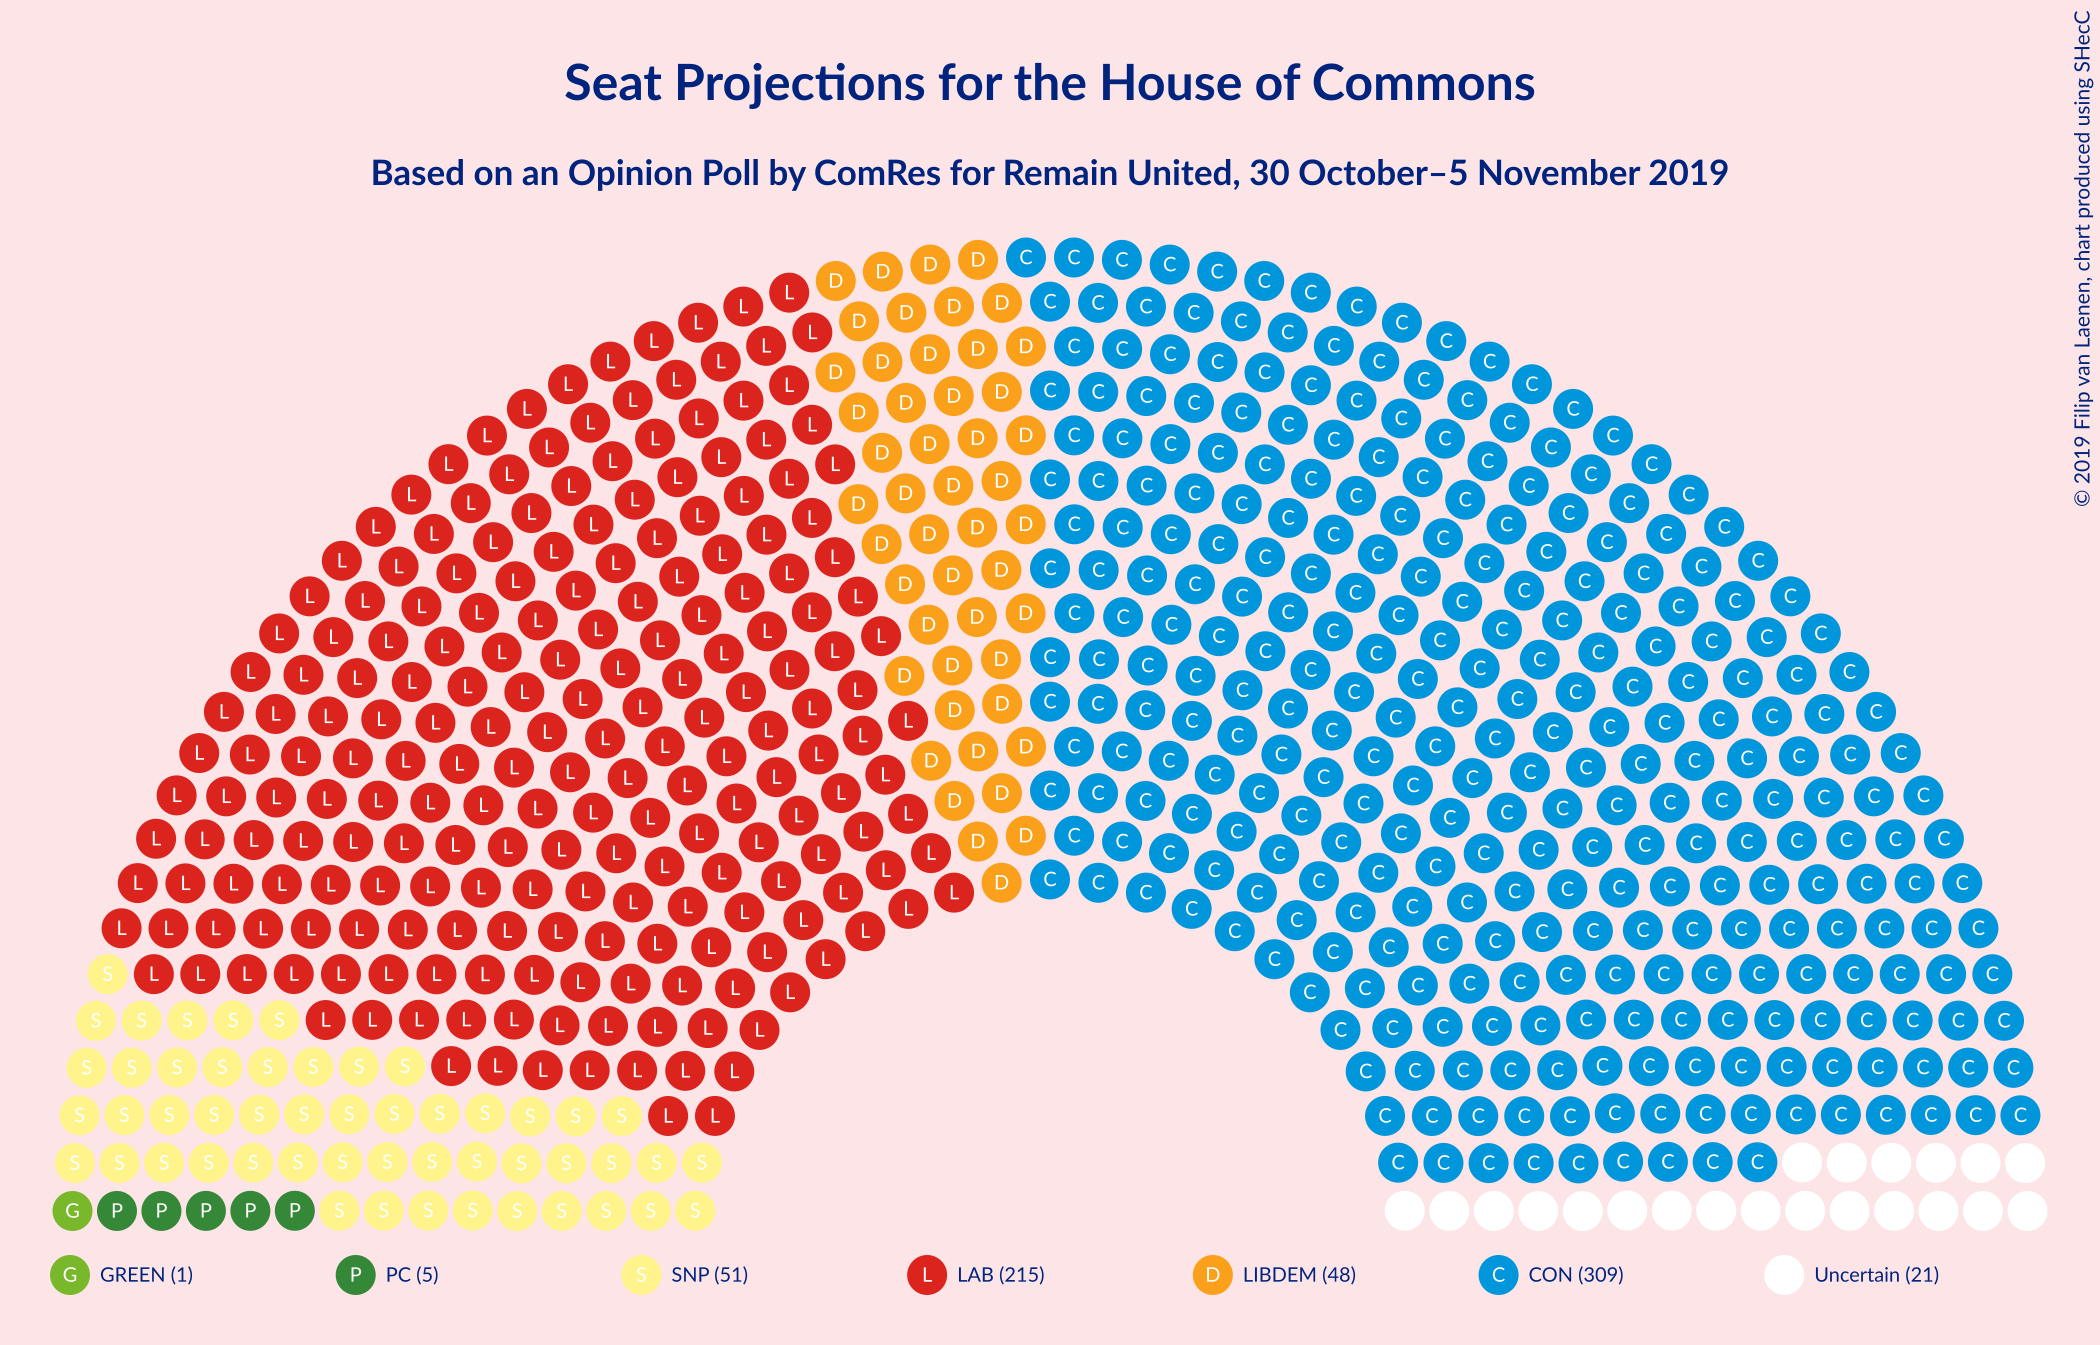 Seat Projections for the House of Commons
Based on an Opinion Poll by ComRes for Remain United, 30 October–5 November 2019
© 2019 Filip van Laenen, chart produced using SHecC
G GREEN (1) P PC (5) S SNP (51) L LAB (215) D LIBDEM (48) C CON (309) Uncertain (21)